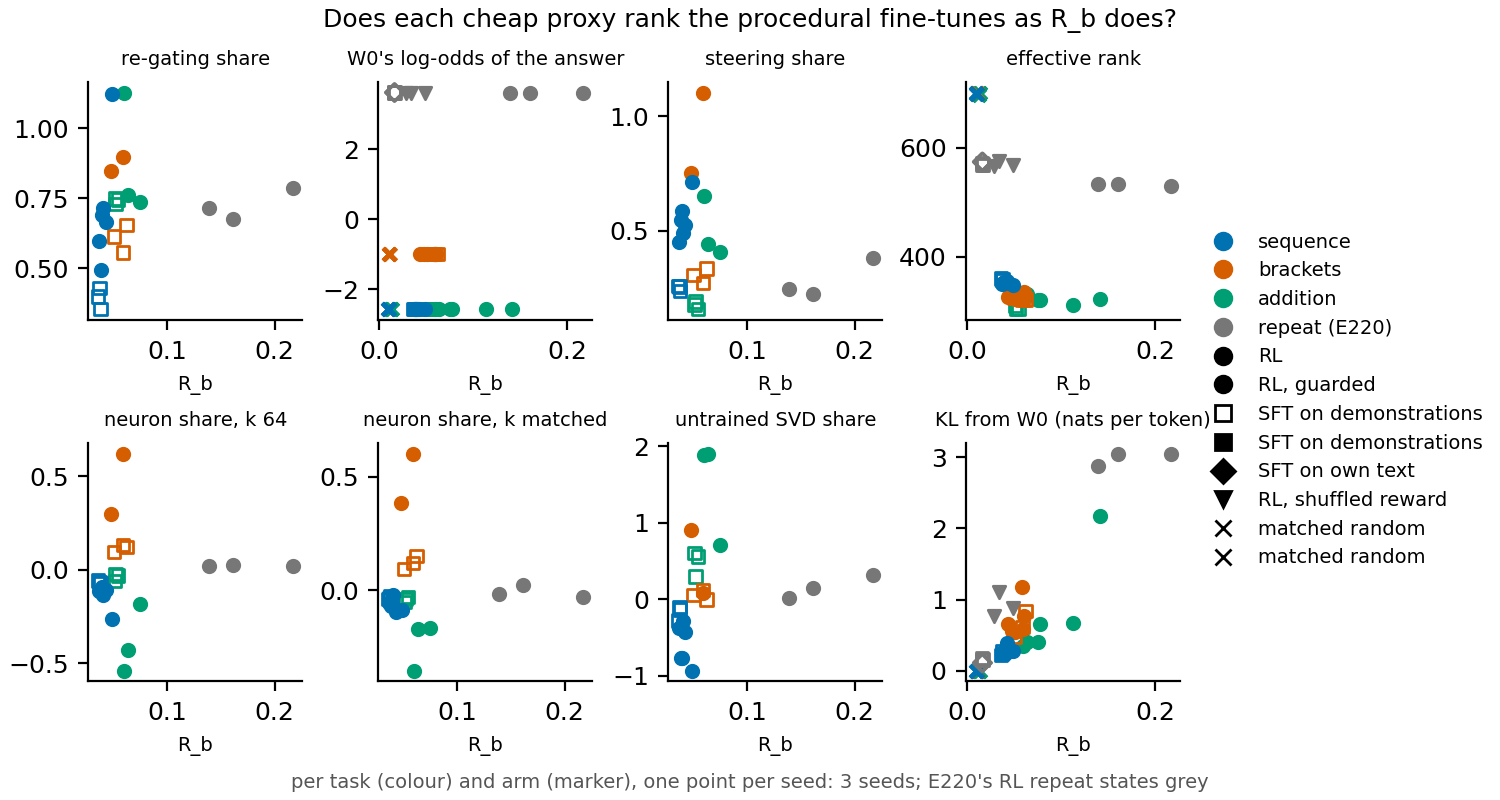 Does each cheap proxy rank the procedural fine-tunes as R_b does?
re-gating share
W0's log-odds of the answer
steering share
effective rank
1.00
0.75
0.50
0.1
0.2
R_b
2
0
−2
0.0
0.2
R_b
1.0
0.5
0.1
0.2
R_b
600
400
0.0
0.2
R_b
neuron share, k 64
neuron share, k matched
untrained SVD share
KL from W0 (nats per token)
0.5
0.0
−0.5
0.1
0.2
R_b
0.5
0.0
0.1
0.2
R_b
2
1
0
−1
0.1
0.2
R_b
3
2
1
0
0.0
0.2
R_b
sequence
brackets
addition
repeat (E220)
RL
RL, guarded
SFT on demonstrations
SFT on demonstrations
SFT on own text
RL, shuffled reward
matched random
matched random
per task (colour) and arm (marker), one point per seed: 3 seeds; E220's RL repeat states grey